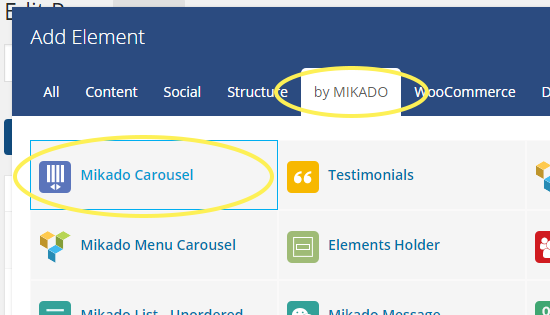 Add Element
All Content Social Structure by MIKADO WooCommerce
Mikado Carousel Testimonials
Mikado Menu Carousel Elements Holder
Mikado List - Unordered Mikado Message